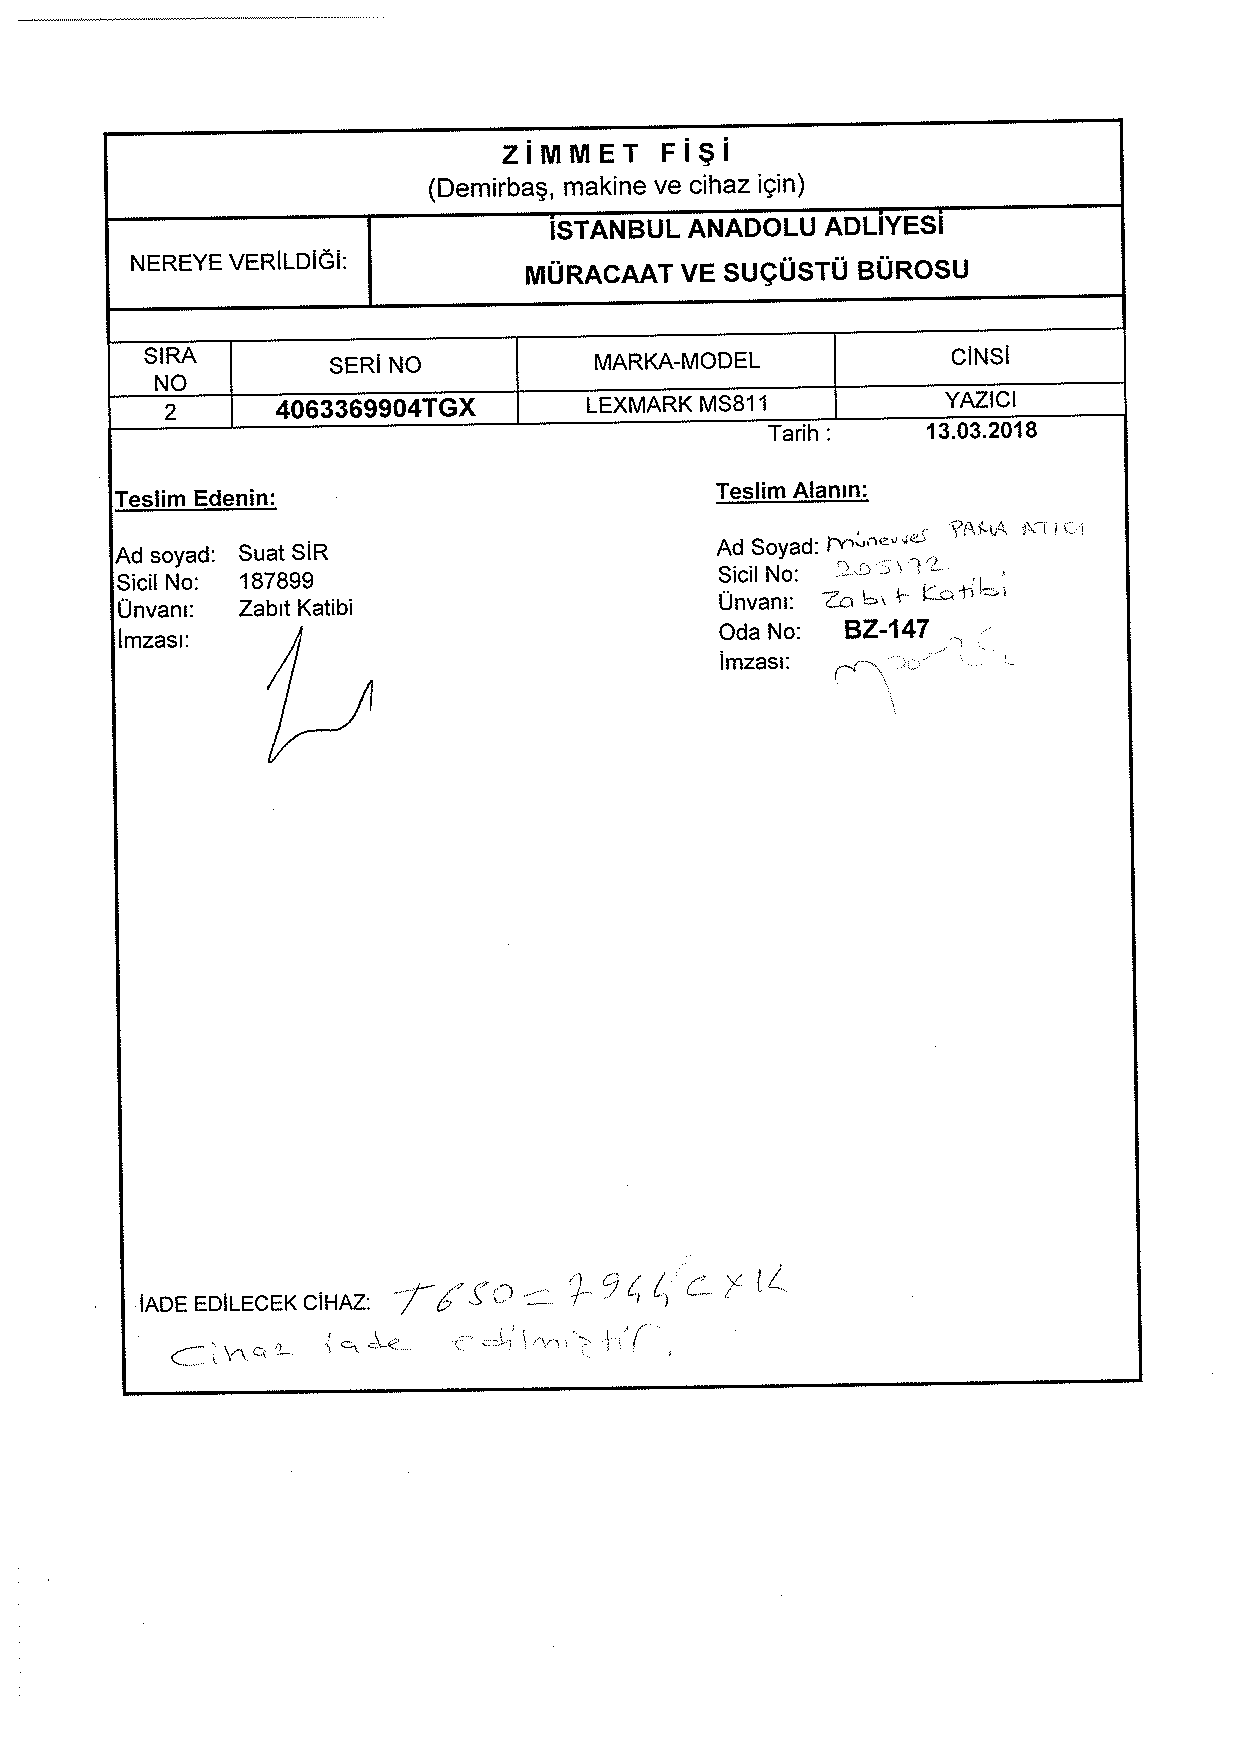 ZİMMET FİŞİ
(Demirbaş, makine ve cihaz için)
NEREYE VERİLDİĞİ:
İSTANBUL ANADOLU ADLİYESİ
MÜRACAAT VE SUÇÜSTÜ BÜROSU
SIRA NO SERİ NO MARKA-MODEL CİNSİ
2 4063369904TGX LEXMARK MS811 YAZICI
Tarih : 13.03.2018
Teslim Edenin:
Ad soyad: Suat SİR
Sicil No: 187899
Ünvanı: Zabıt Katibi
İmzası:
Teslim Alanın:
Ad Soyad: Münevver ATICI
Sicil No:
Ünvanı: Zabıt Katibi
Oda No: BZ-147
İmzası:
İADE EDİLECEK CİHAZ: T650
Cihaz iade edilmiştir.